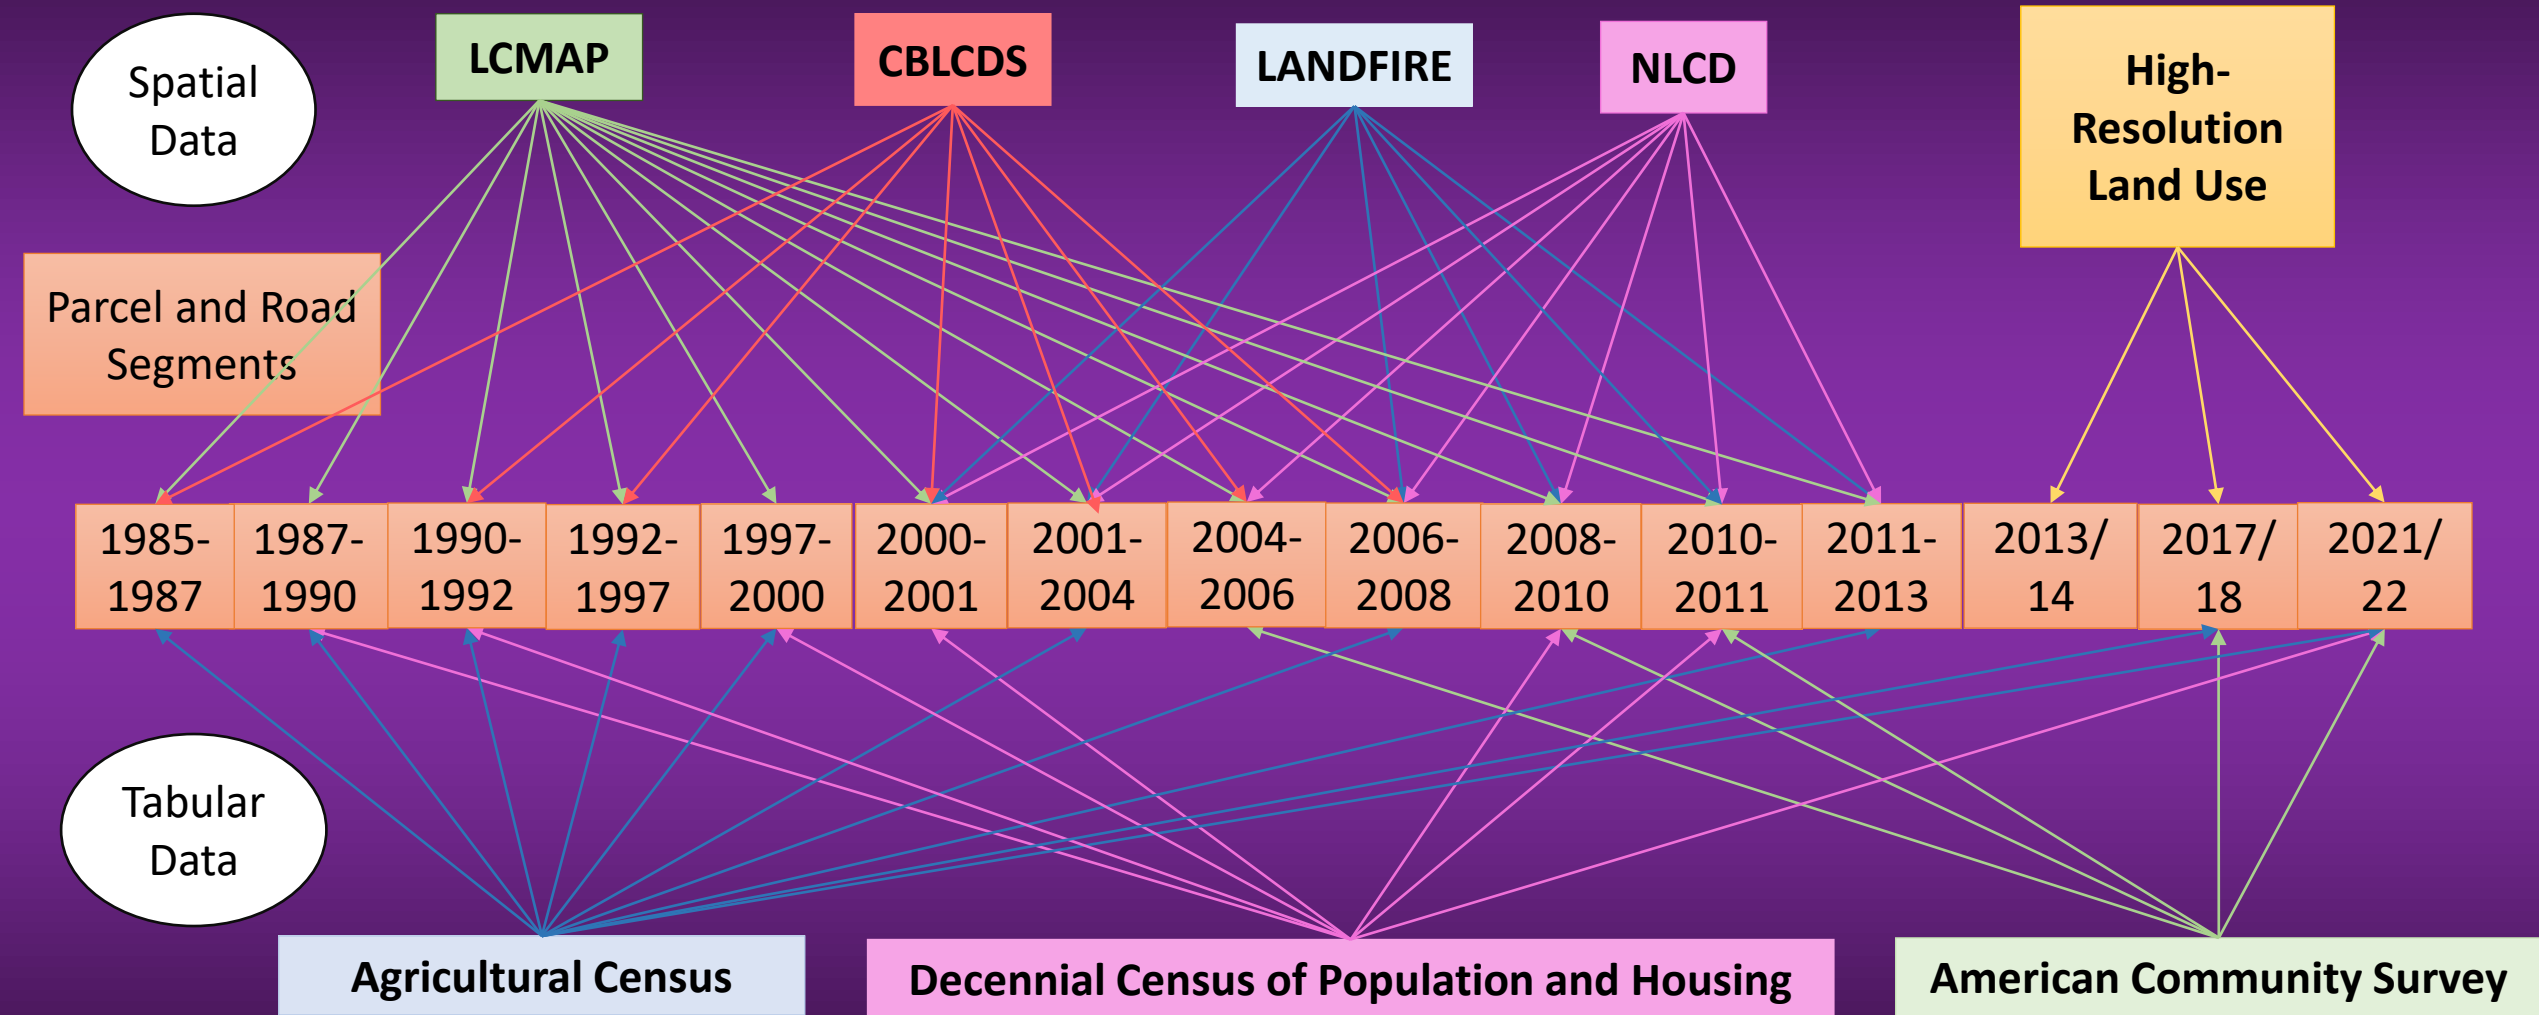 Spatial
Data
LCMAP
CBLCDS
LANDFIRE
NLCD
High-
Resolution
Land Use
Parcel and Road
Segments
1985-
1987
1987-
1990
1990-
1992
1992-
1997
1997-
2000
2000-
2001
2001-
2004
2004-
2006
2006-
2008
2008-
2010
2010-
2011
2011-
2013
2013/
14
2017/
18
2021/
22
Tabular
Data
Agricultural Census
Decennial Census of Population and Housing
American Community Survey